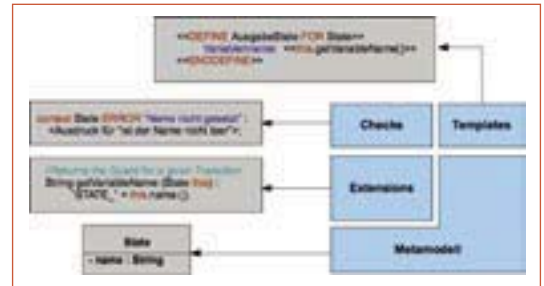 <<DEFINE AusgabeState FOR State>>
Variablenname: <<this.getVariableName()>>
<<ENDDEFINE>>
context State ERROR "Name nicht gesetzt" :
<Ausdruck für "ist der Name nicht leer">;
//Returns the Guard for a given Transition
String getVariableName (State this) :
"STATE_" + this.name();
State
- name : String
Checks
Templates
Extensions
Metamodell